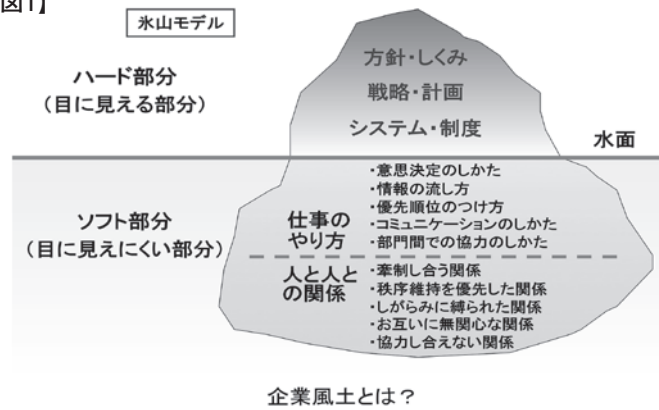 図1】
氷山モデル
ハード部分
（目に見える部分）
方針・しくみ
戦略・計画
システム・制度
水面
ソフト部分
（目に見えにくい部分）
仕事の
やり方
・意思決定のしかた
・情報の流し方
・優先順位のつけ方
・コミュニケーションのしかた
・部門間での協力のしかた
人と人と
の関係
・牽制し合う関係
・秩序維持を優先した関係
・しがらみに縛られた関係
・お互いに無関心な関係
・協力し合えない関係
企業風土とは？